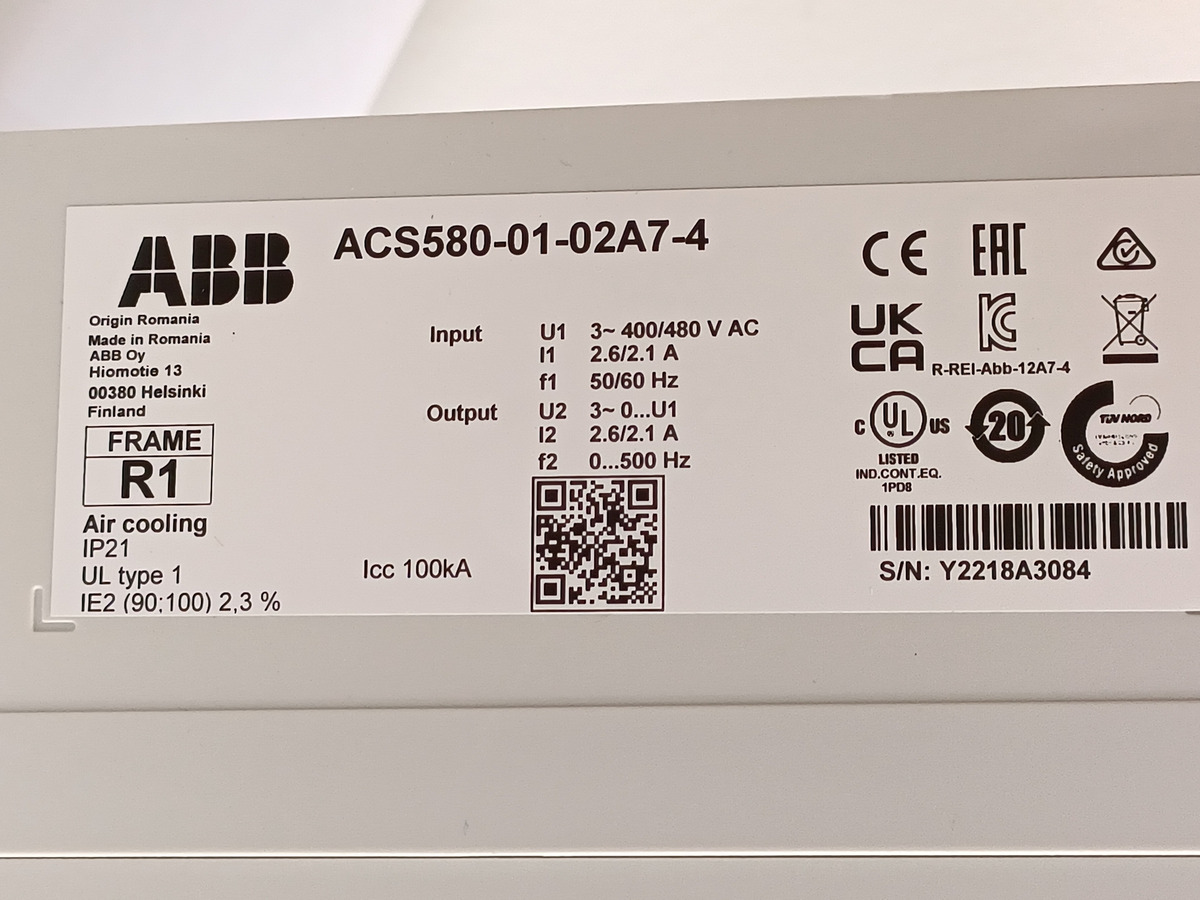 ABB
ACS580-01-02A7-4
Origin Romania
Made in Romania
ABB Oy
Hiomotie 13
00380 Helsinki
Finland
FRAME
R1
Air cooling
IP21
UL type 1
IE2 (90;100) 2,3 %
Input U1 3~ 400/480 V AC
I1 2.6/2.1 A
f1 50/60 Hz
Output U2 3~ 0...U1
I2 2.6/2.1 A
f2 0...500 Hz
Icc 100kA
CE EAC
UK
CA
KC
R-REI-Abb-12A7-4
C UL US
LISTED
IND.CONT.EQ.
1PD8
20
TÜV NORD
Safety Approved
S/N: Y2218A3084